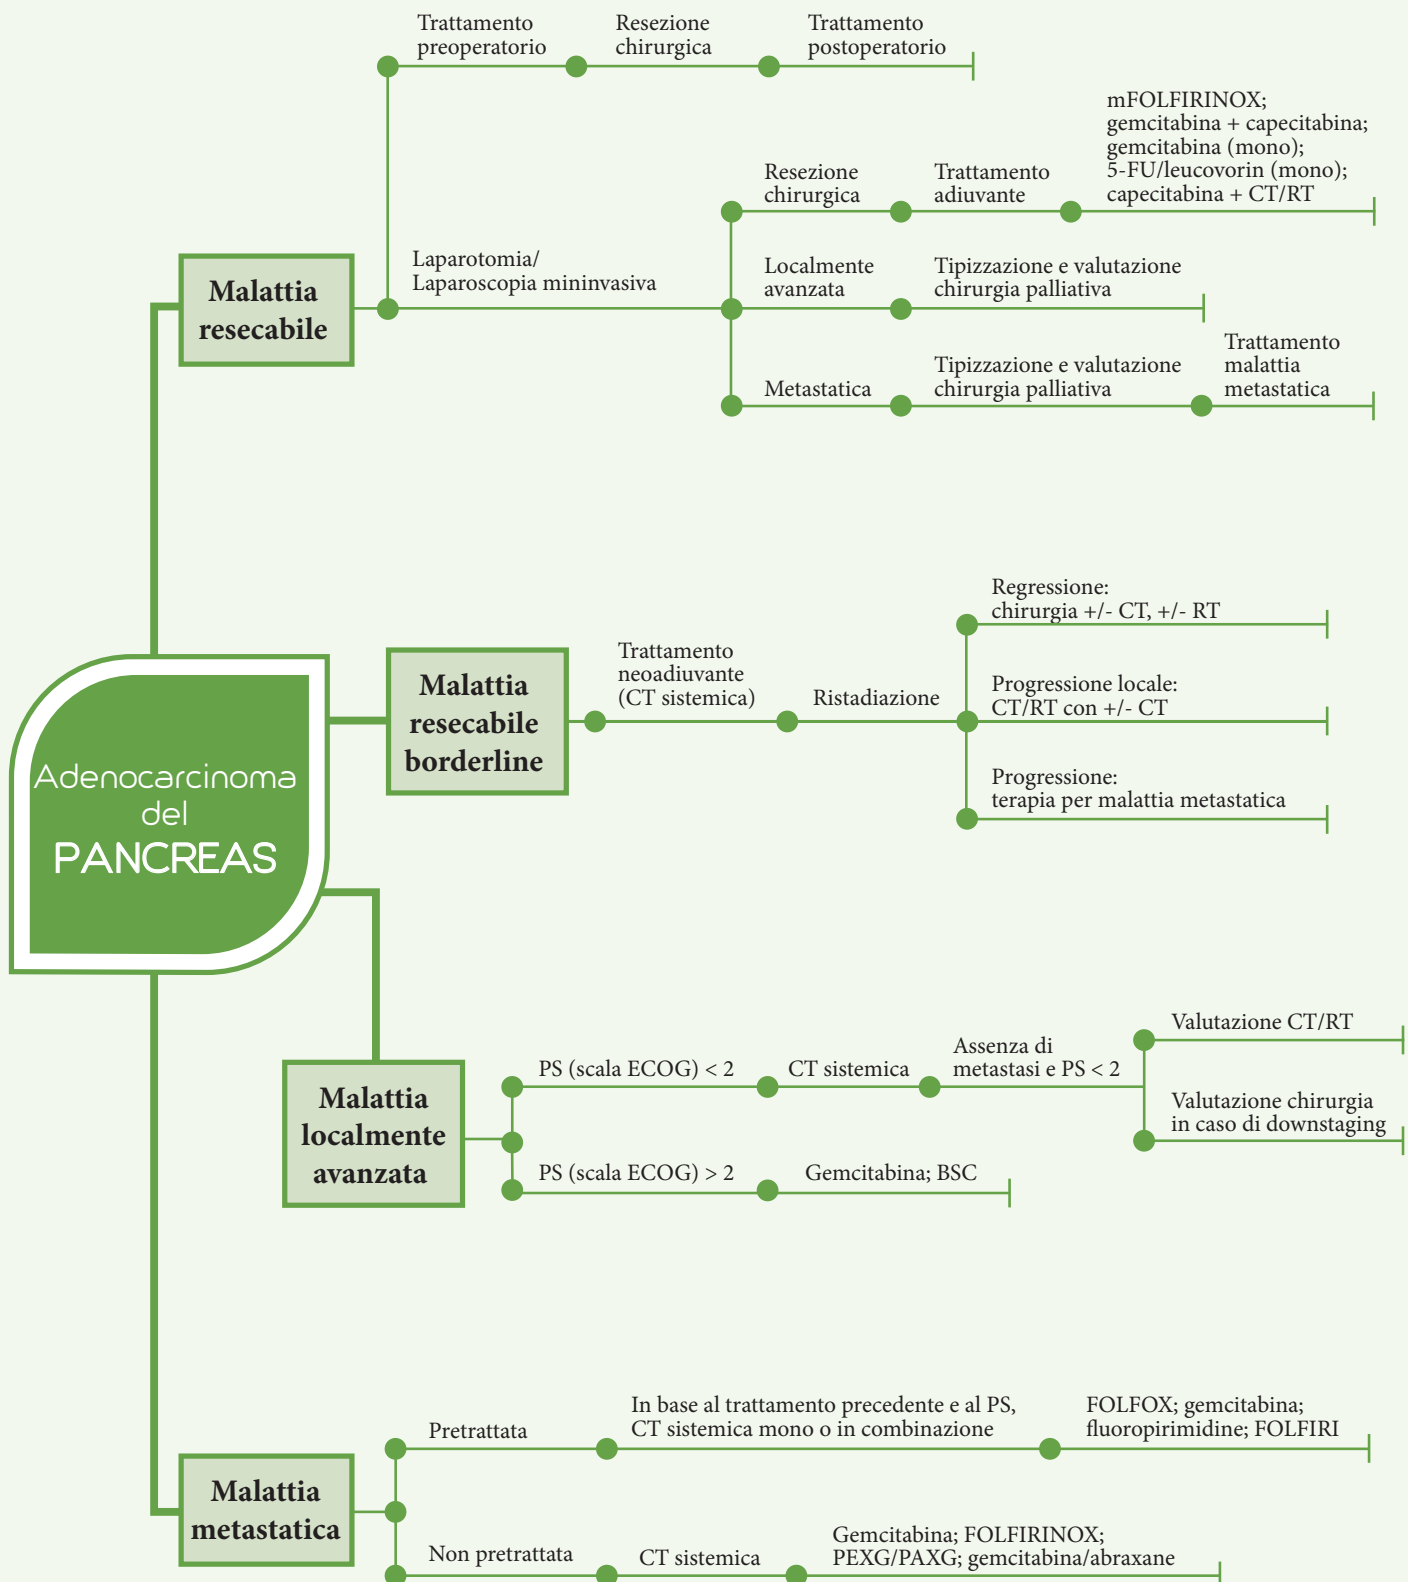 Trattamento
preoperatorio
Resezione
chirurgica
Trattamento
postoperatorio
Malattia
resecabile
Laparotomia/
Laparoscopia mininvasiva
Resezione
chirurgica
Trattamento
adiuvante
mFOLFIRINOX;
gemcitabina + capecitabina;
gemcitabina (mono);
5-FU/leucovorin (mono);
capecitabina + CT/RT
Localmente
avanzata
Tipizzazione e valutazione
chirurgia palliativa
Metastatica
Tipizzazione e valutazione
chirurgia palliativa
Trattamento
malattia
metastatica
Adenocarcinoma
del
PANCREAS
Malattia
resecabile
borderline
Trattamento
neoadiuvante
(CT sistemica)
Ristadiazione
Regressione:
chirurgia +/- CT, +/- RT
Progressione locale:
CT/RT con +/- CT
Progressione:
terapia per malattia metastatica
Malattia
localmente
avanzata
PS (scala ECOG) < 2
CT sistemica
Assenza di
metastasi e PS < 2
Valutazione CT/RT
Valutazione chirurgia
in caso di downstaging
PS (scala ECOG) > 2
Gemcitabina; BSC
Malattia
metastatica
Pretrattata
In base al trattamento precedente e al PS,
CT sistemica mono o in combinazione
FOLFOX; gemcitabina;
fluoropirimidine; FOLFIRI
Non pretrattata
CT sistemica
Gemcitabina; FOLFIRINOX;
PEXG/PAXG; gemcitabina/abraxane